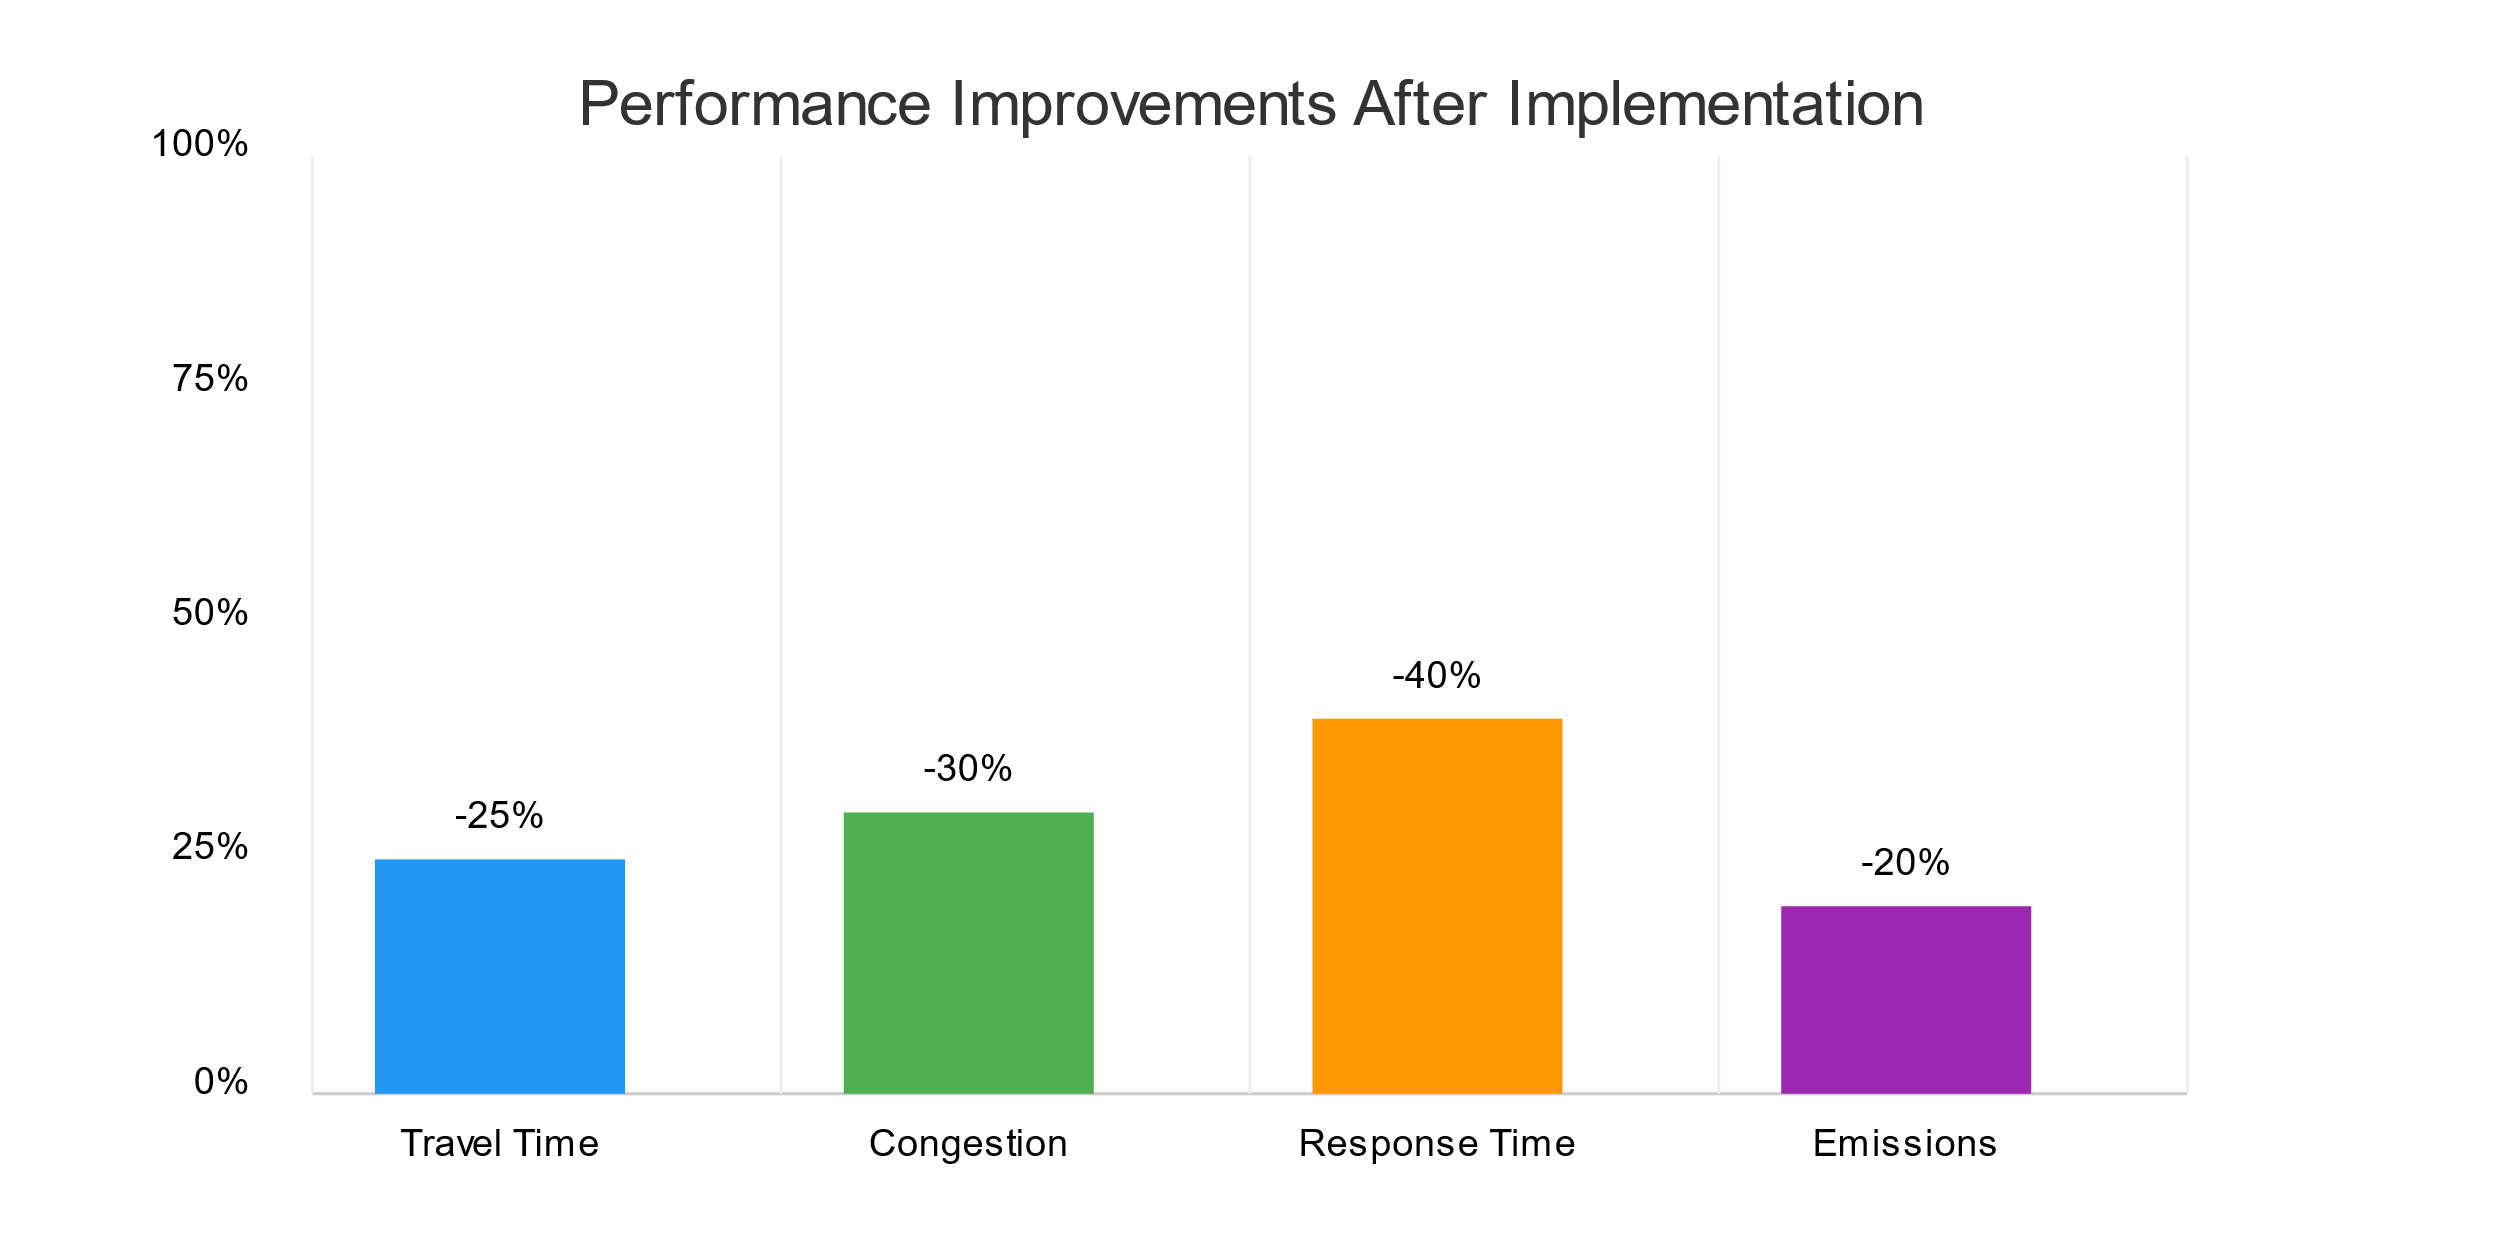 Performance Improvements After Implementation
100%
75%
50%
25%
0%
-25%
-30%
-40%
-20%
Travel Time
Congestion
Response Time
Emissions